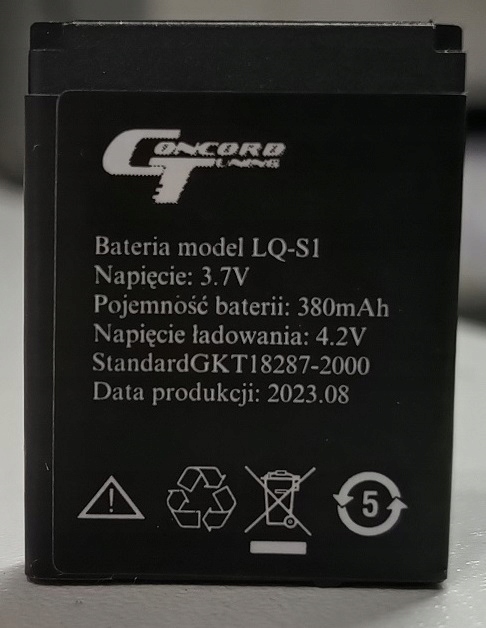 CONCORD
TUNING
Bateria model LQ-S1
Napięcie: 3.7V
Pojemność baterii: 380mAh
Napięcie ładowania: 4.2V
StandardGKT18287-2000
Data produkcji: 2023.08
5